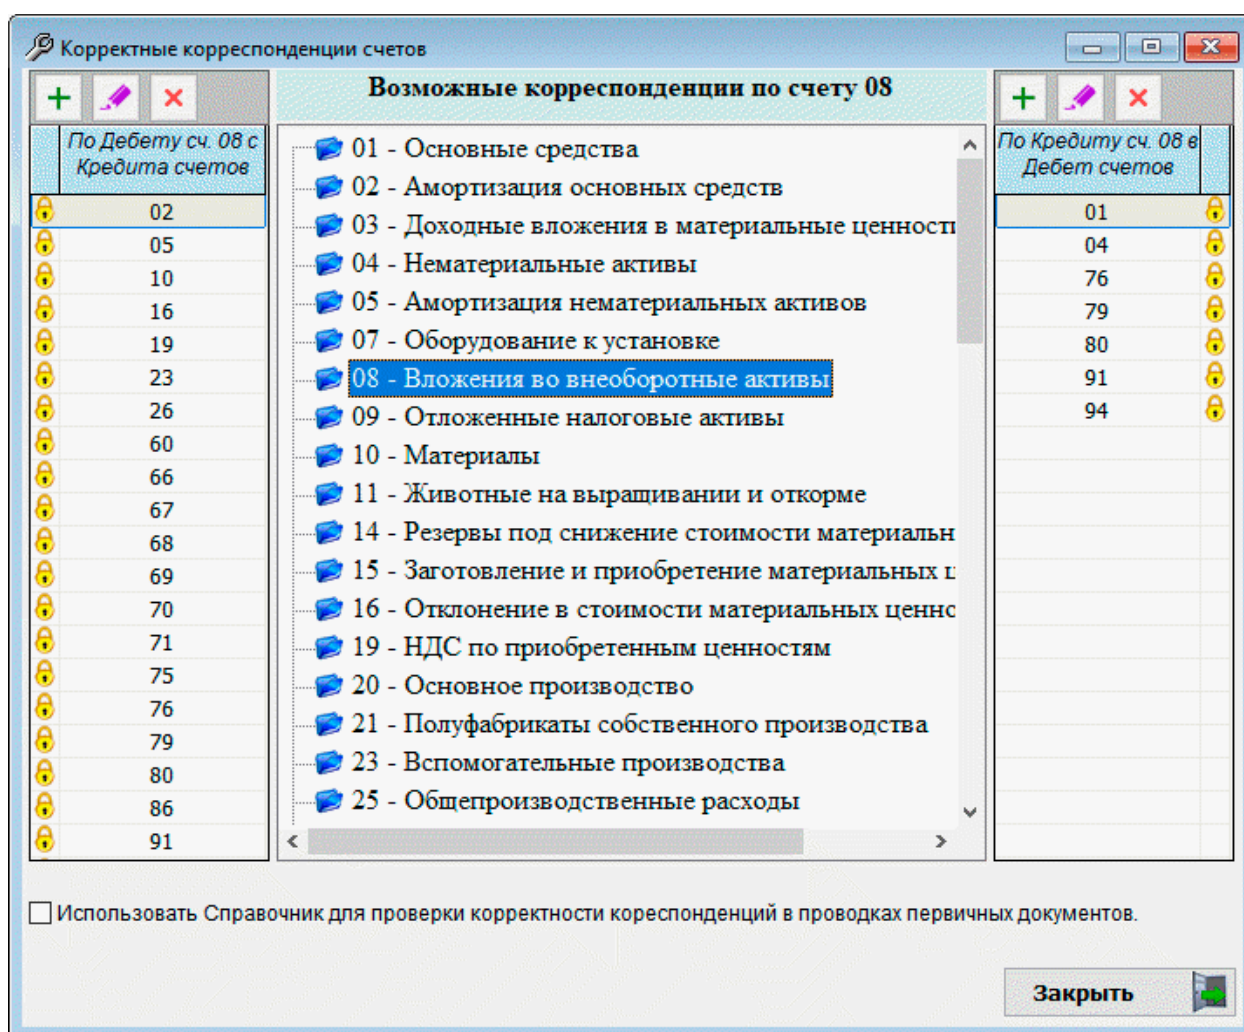 Корректные корреспонденции счетов
Возможные корреспонденции по счету 08
По Дебету сч. 08 с
Кредита счетов
02
05
10
16
19
23
26
60
66
67
68
69
70
71
75
76
79
80
86
91
01 - Основные средства
02 - Амортизация основных средств
03 - Доходные вложения в материальные ценности
04 - Нематериальные активы
05 - Амортизация нематериальных активов
07 - Оборудование к установке
08 - Вложения во внеоборотные активы
09 - Отложенные налоговые активы
10 - Материалы
11 - Животные на выращивании и откорме
14 - Резервы под снижение стоимости материальн
15 - Заготовление и приобретение материальных ц
16 - Отклонение в стоимости материальных ценно
19 - НДС по приобретенным ценностям
20 - Основное производство
21 - Полуфабрикаты собственного производства
23 - Вспомогательные производства
25 - Общепроизводственные расходы
По Кредиту сч. 08 в
Дебет счетов
01
04
76
79
80
91
94
Использовать Справочник для проверки корректности кореспонденций в проводках первичных документов.
Закрыть